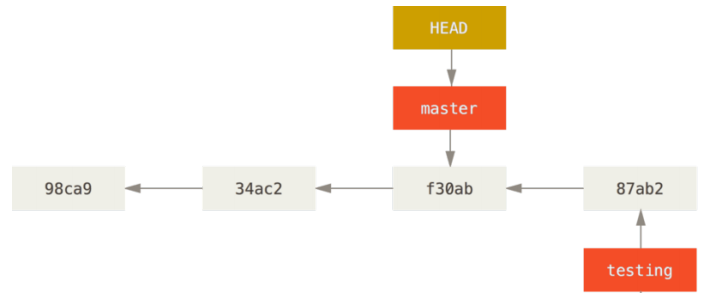 HEAD
master
98ca9
34ac2
f30ab
87ab2
testing